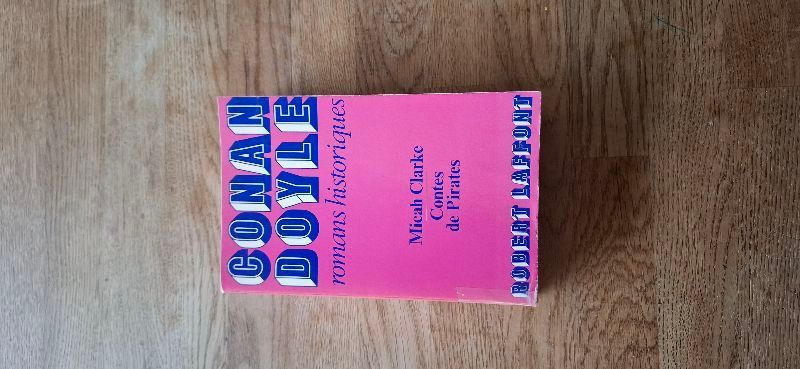 CONAN
DOYLE
romans historiques
Micah Clarke
Contes
de Pirates
ROBERT LAFFONT